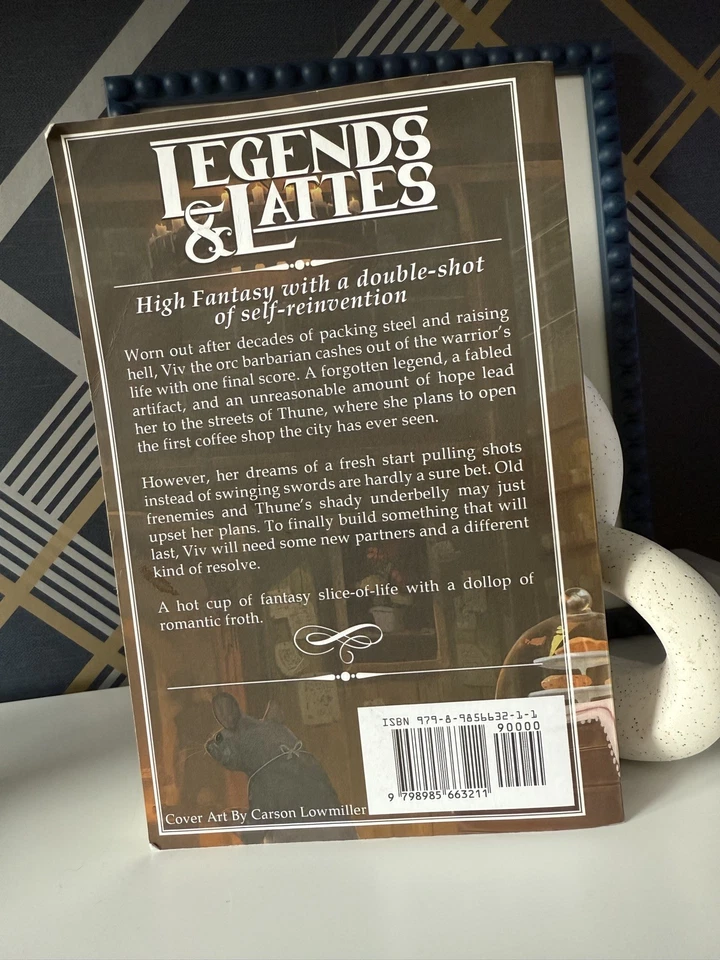 LEGENDS
& LATTES
High Fantasy with a double-shot
of self-reinvention
Worn out after decades of packing steel and raising
hell, Viv the orc barbarian cashes out of the warrior's
life with one final score. A forgotten legend, a fabled
artifact, and an unreasonable amount of hope lead
her to the streets of Thune, where she plans to open
the first coffee shop the city has ever seen.
However, her dreams of a fresh start pulling shots
instead of swinging swords are hardly a sure bet. Old
frenemies and Thune's shady underbelly may just
upset her plans. To finally build something that will
last, Viv will need some new partners and a different
kind of resolve.
A hot cup of fantasy slice-of-life with a dollop of
romantic froth.
ISBN 979-8-9856632-1-1
90000
9 798985 663211
Cover Art By Carson Lowmiller